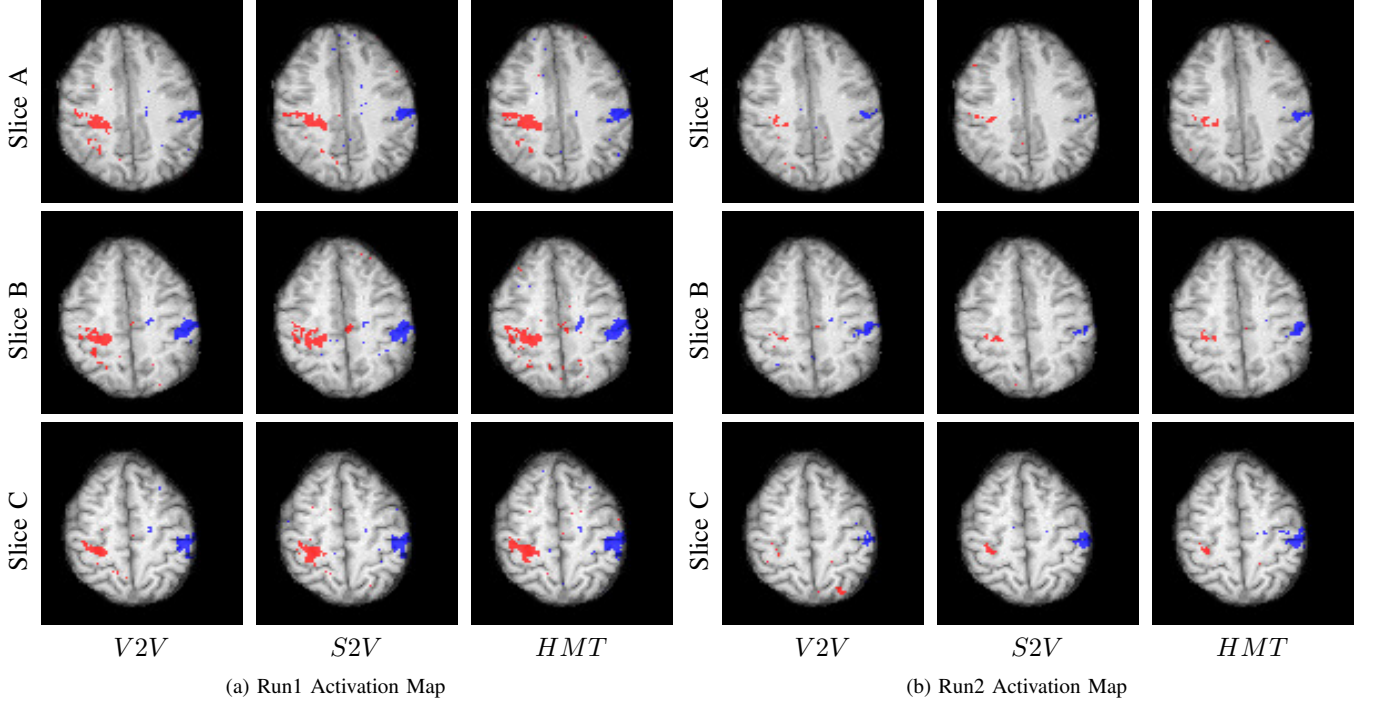 Slice A
Slice A
Slice B
Slice B
Slice C
Slice C
V2V S2V HMT V2V S2V HMT
(a) Run1 Activation Map (b) Run2 Activation Map